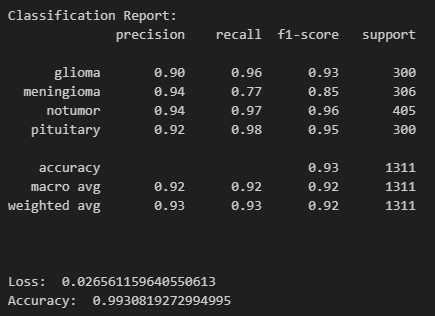 Classification Report:
precision recall f1-score support
glioma 0.90 0.96 0.93 300
meningioma 0.94 0.77 0.85 306
notumor 0.94 0.97 0.96 405
pituitary 0.92 0.98 0.95 300
accuracy 0.93 1311
macro avg 0.92 0.92 0.92 1311
weighted avg 0.93 0.93 0.92 1311
Loss: 0.026561159640550613
Accuracy: 0.9930819272994995